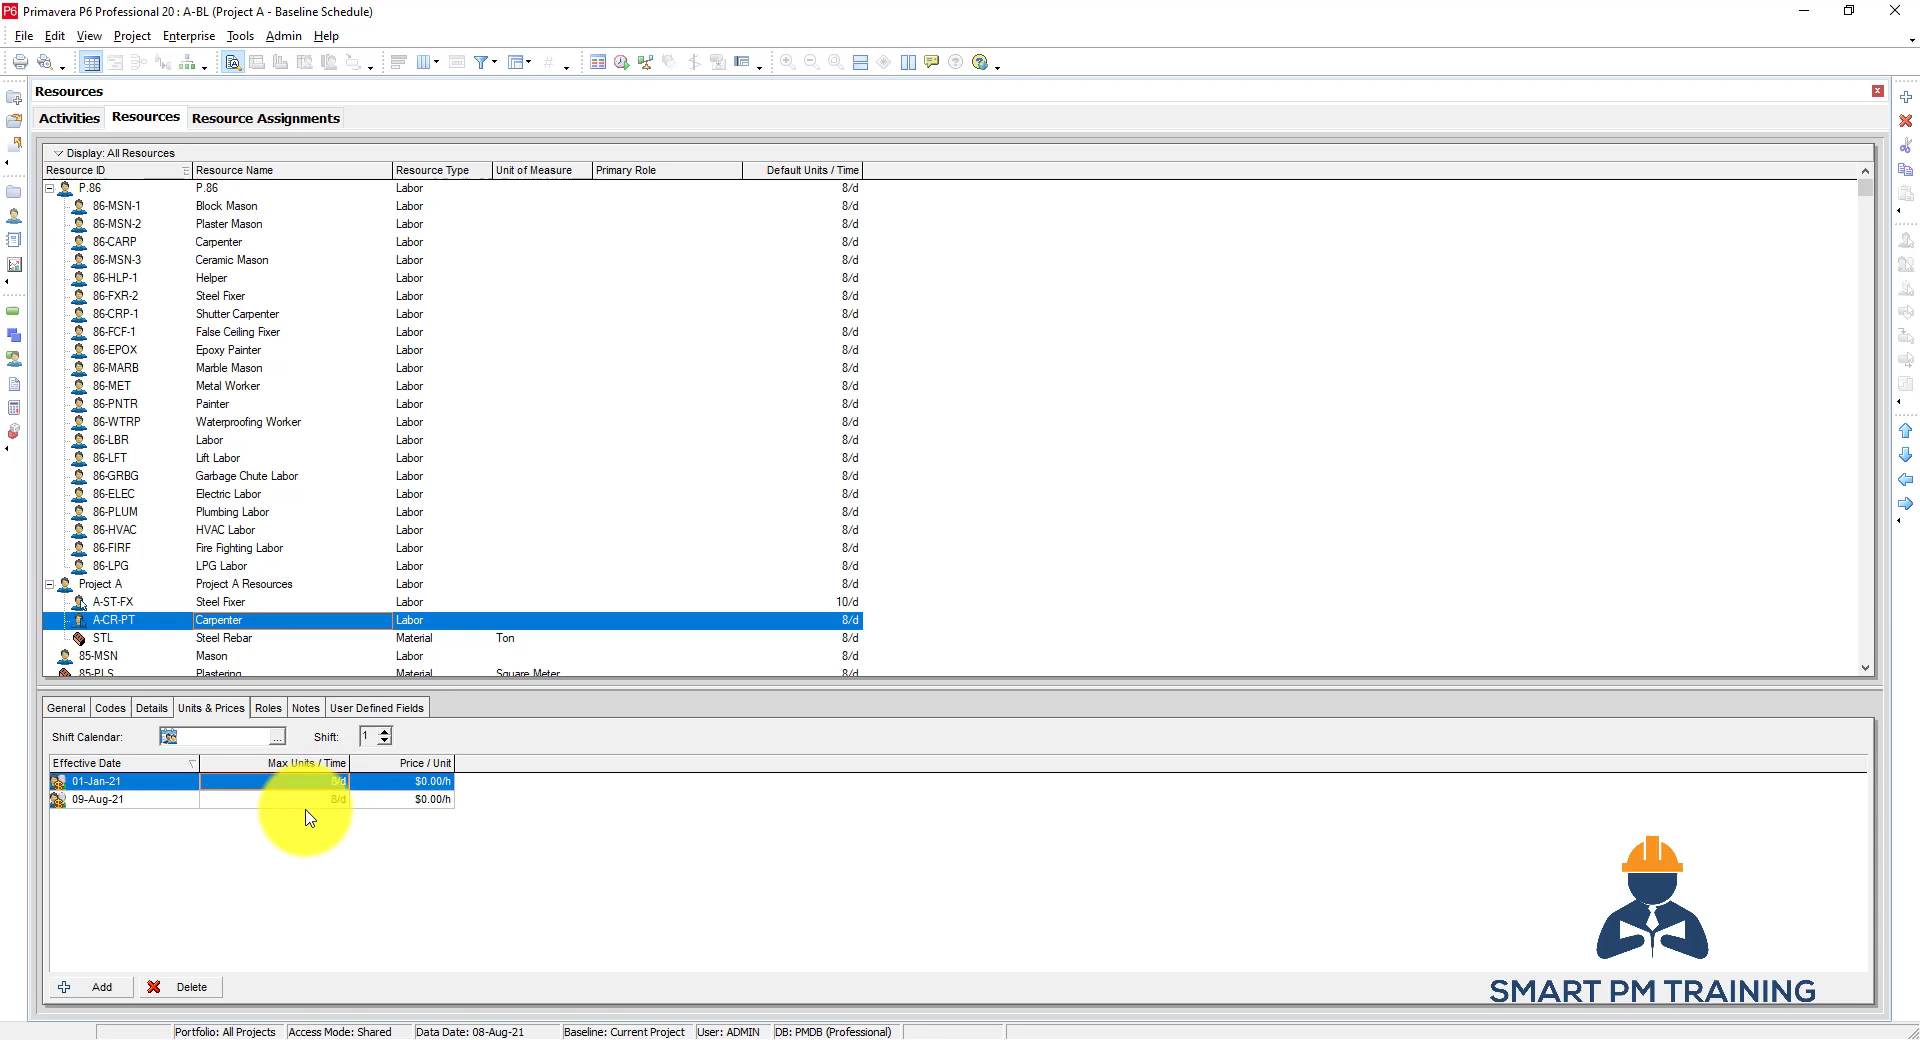 P6 Primavera P6 Professional 20 : A-BL (Project A - Baseline Schedule)
File Edit View Project Enterprise Tools Admin Help
Resources
Activities Resources Resource Assignments
Display: All Resources
Resource ID Resource Name Resource Type Unit of Measure Primary Role Default Units / Time
P.86 P.86 Labor 8/d
86-MSN-1 Block Mason Labor 8/d
86-MSN-2 Plaster Mason Labor 8/d
86-CARP Carpenter Labor 8/d
86-MSN-3 Ceramic Mason Labor 8/d
86-HLP-1 Helper Labor 8/d
86-FXR-2 Steel Fixer Labor 8/d
86-CRP-1 Shutter Carpenter Labor 8/d
86-FCF-1 False Ceiling Fixer Labor 8/d
86-EPOX Epoxy Painter Labor 8/d
86-MARB Marble Mason Labor 8/d
86-MET Metal Worker Labor 8/d
86-PNTR Painter Labor 8/d
86-WTRP Waterproofing Worker Labor 8/d
86-LBR Labor Labor 8/d
86-LFT Lift Labor Labor 8/d
86-GRBG Garbage Chute Labor Labor 8/d
86-ELEC Electric Labor Labor 8/d
86-PLUM Plumbing Labor Labor 8/d
86-HVAC HVAC Labor Labor 8/d
86-FIRF Fire Fighting Labor Labor 8/d
86-LPG LPG Labor Labor 8/d
Project A Project A Resources Labor 8/d
A-ST-FX Steel Fixer Labor 10/d
A-CR-PT Carpenter Labor 8/d
STL Steel Rebar Material Ton 8/d
85-MSN Mason Labor 8/d
85-PLS Plastering Material Square Meter 8/d
General Codes Details Units & Prices Roles Notes User Defined Fields
Shift Calendar: ... Shift: 1
Effective Date Max Units / Time Price / Unit
01-Jan-21 8/d $0.00/h
09-Aug-21 8/d $0.00/h
Add Delete
SMART PM TRAINING
Portfolio: All Projects Access Mode: Shared Data Date: 08-Aug-21 Baseline: Current Project User: ADMIN DB: PMDB (Professional)